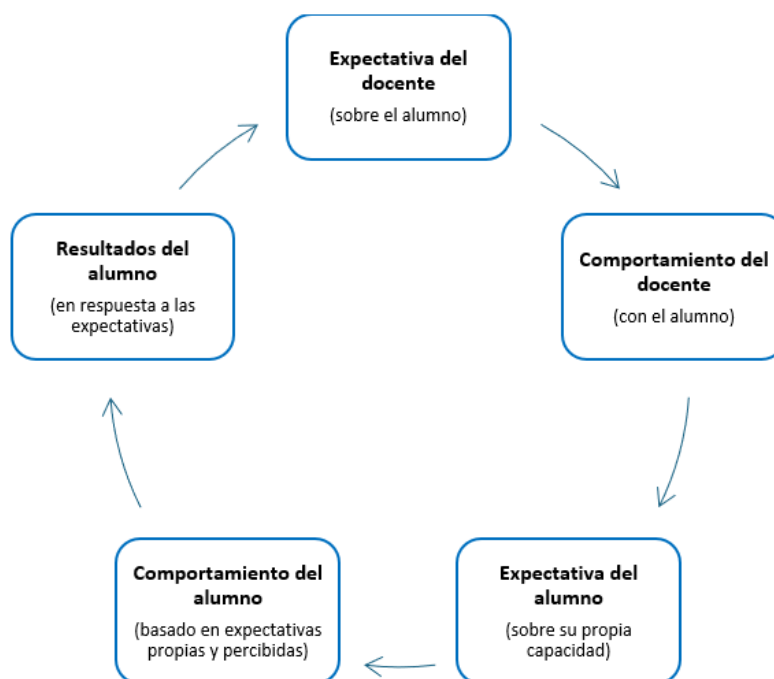 Expectativa del
docente
(sobre el alumno)
Comportamiento del
docente
(con el alumno)
Expectativa del
alumno
(sobre su propia
capacidad)
Comportamiento del
alumno
(basado en expectativas
propias y percibidas)
Resultados del
alumno
(en respuesta a las
expectativas)